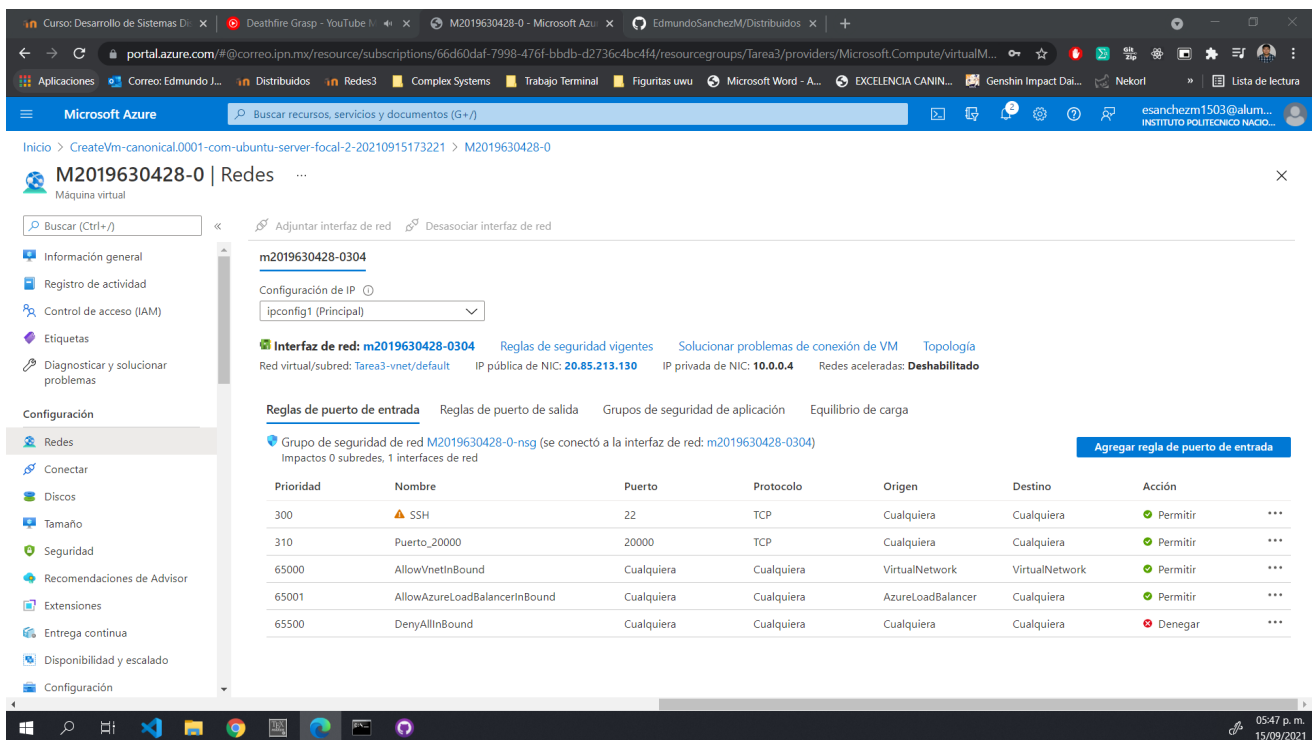 Curso: Desarrollo de Sistemas Dis
Deathfire Grasp - YouTube M
M2019630428-0 - Microsoft Azur
EdmundoSanchezM/Distribuidos
portal.azure.com/#@correo.ipn.mx/resource/subscriptions/66d60daf-7998-476f-bbdb-d2736c4bc4f4/resourcegroups/Tarea3/providers/Microsoft.Compute/virtualM...
Aplicaciones Correo: Edmundo J... Distribuidos Redes3 Complex Systems Trabajo Terminal Figuritas uwu Microsoft Word - A... EXCELENCIA CANIN... Genshin Impact Dai... Nekorl » Lista de lectura
Microsoft Azure
Buscar recursos, servicios y documentos (G+/)
2
esanchezm1503@alum...
INSTITUTO POLITECNICO NACIO...
Inicio > CreateVm-canonical.0001-com-ubuntu-server-focal-2-20210915173221 > M2019630428-0
M2019630428-0 | Redes ...
Máquina virtual
Buscar (Ctrl+/)
«
Información general
Registro de actividad
Control de acceso (IAM)
Etiquetas
Diagnosticar y solucionar
problemas
Configuración
Redes
Conectar
Discos
Tamaño
Seguridad
Recomendaciones de Advisor
Extensiones
Entrega continua
Disponibilidad y escalado
Configuración
Adjuntar interfaz de red Desasociar interfaz de red
m2019630428-0304
Configuración de IP
ipconfig1 (Principal)
Interfaz de red: m2019630428-0304 Reglas de seguridad vigentes Solucionar problemas de conexión de VM Topología
Red virtual/subred: Tarea3-vnet/default IP pública de NIC: 20.85.213.130 IP privada de NIC: 10.0.0.4 Redes aceleradas: Deshabilitado
Reglas de puerto de entrada Reglas de puerto de salida Grupos de seguridad de aplicación Equilibrio de carga
Grupo de seguridad de red M2019630428-0-nsg (se conectó a la interfaz de red: m2019630428-0304)
Impactos 0 subredes, 1 interfaces de red
Agregar regla de puerto de entrada
Prioridad Nombre Puerto Protocolo Origen Destino Acción
300 SSH 22 TCP Cualquiera Cualquiera Permitir ...
310 Puerto_20000 20000 TCP Cualquiera Cualquiera Permitir ...
65000 AllowVnetInBound Cualquiera Cualquiera VirtualNetwork VirtualNetwork Permitir ...
65001 AllowAzureLoadBalancerInBound Cualquiera Cualquiera AzureLoadBalancer Cualquiera Permitir ...
65500 DenyAllInBound Cualquiera Cualquiera Cualquiera Cualquiera Denegar ...
05:47 p. m.
15/09/2021